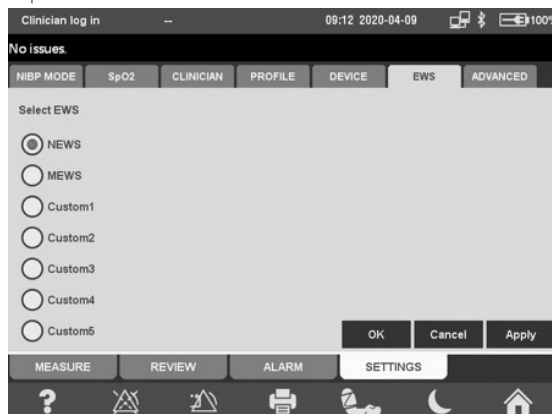 Clinician log in -- 09:12 2020-04-09 100%
No issues.
NIBP MODE SpO2 CLINICIAN PROFILE DEVICE EWS ADVANCED
Select EWS
NEWS
MEWS
Custom1
Custom2
Custom3
Custom4
Custom5
OK Cancel Apply
MEASURE REVIEW ALARM SETTINGS
?